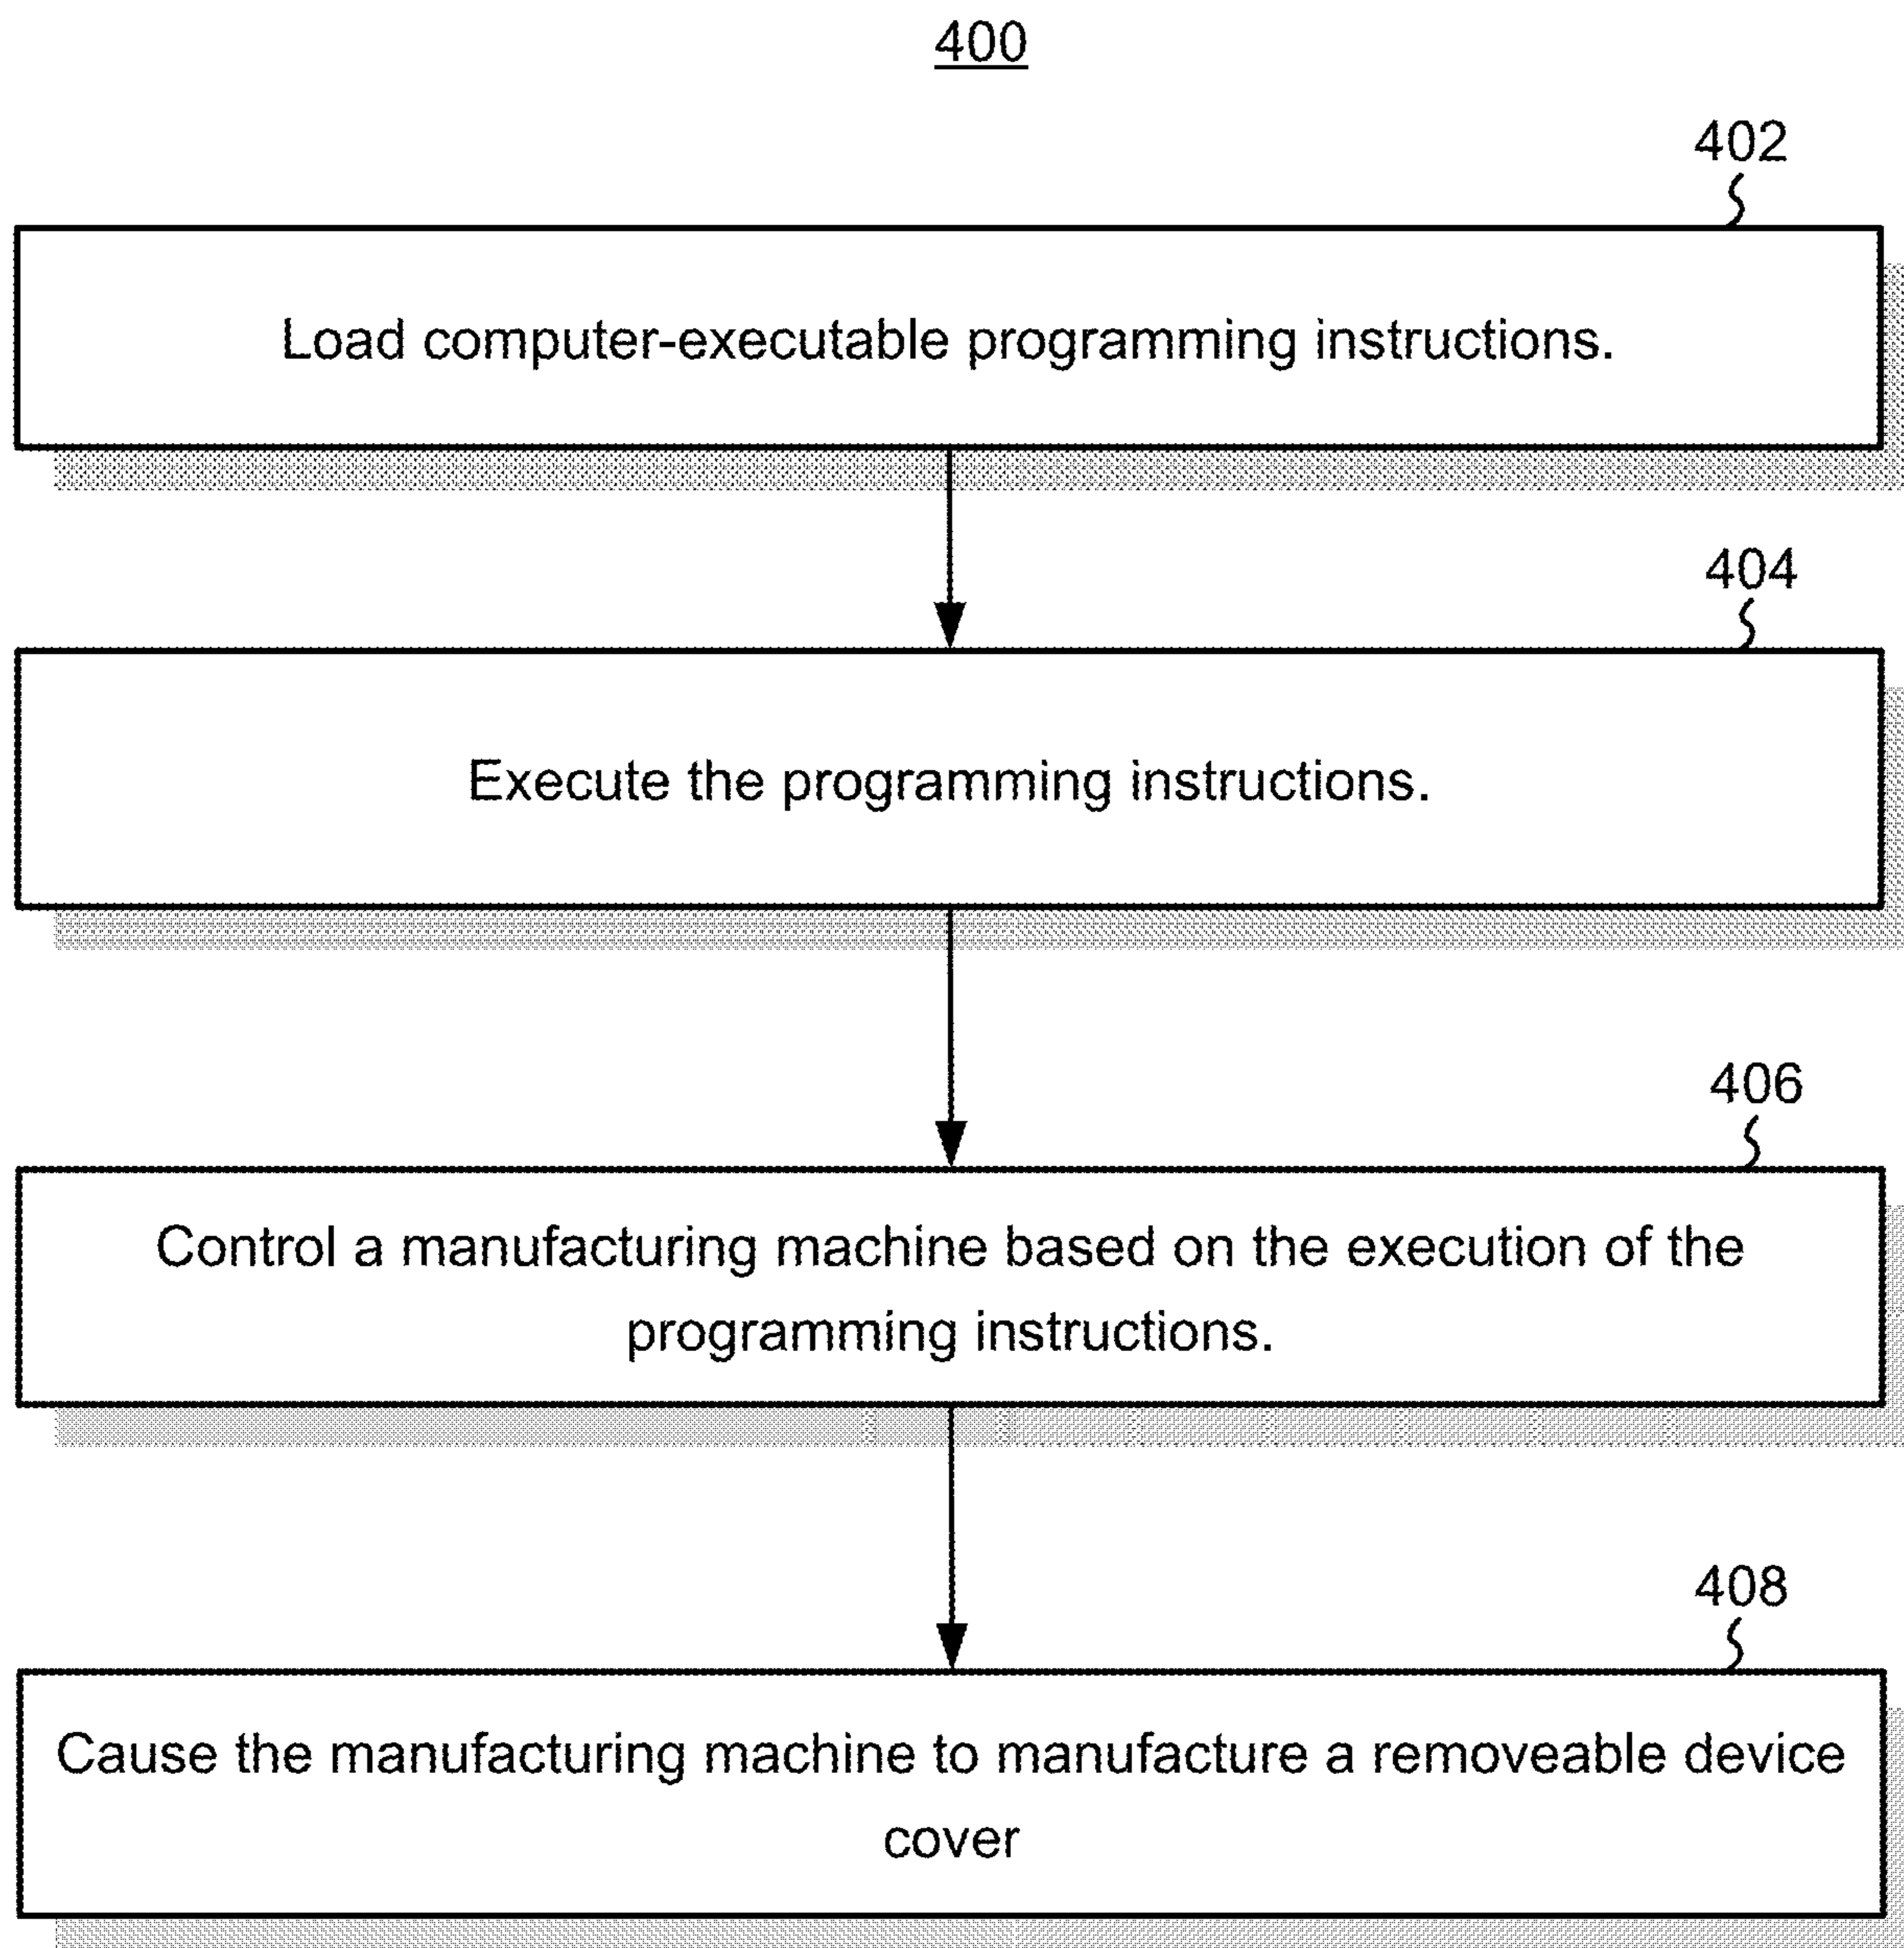 400
402
Load computer-executable programming instructions.
404
Execute the programming instructions.
406
Control a manufacturing machine based on the execution of the
programming instructions.
408
Cause the manufacturing machine to manufacture a removeable device
cover